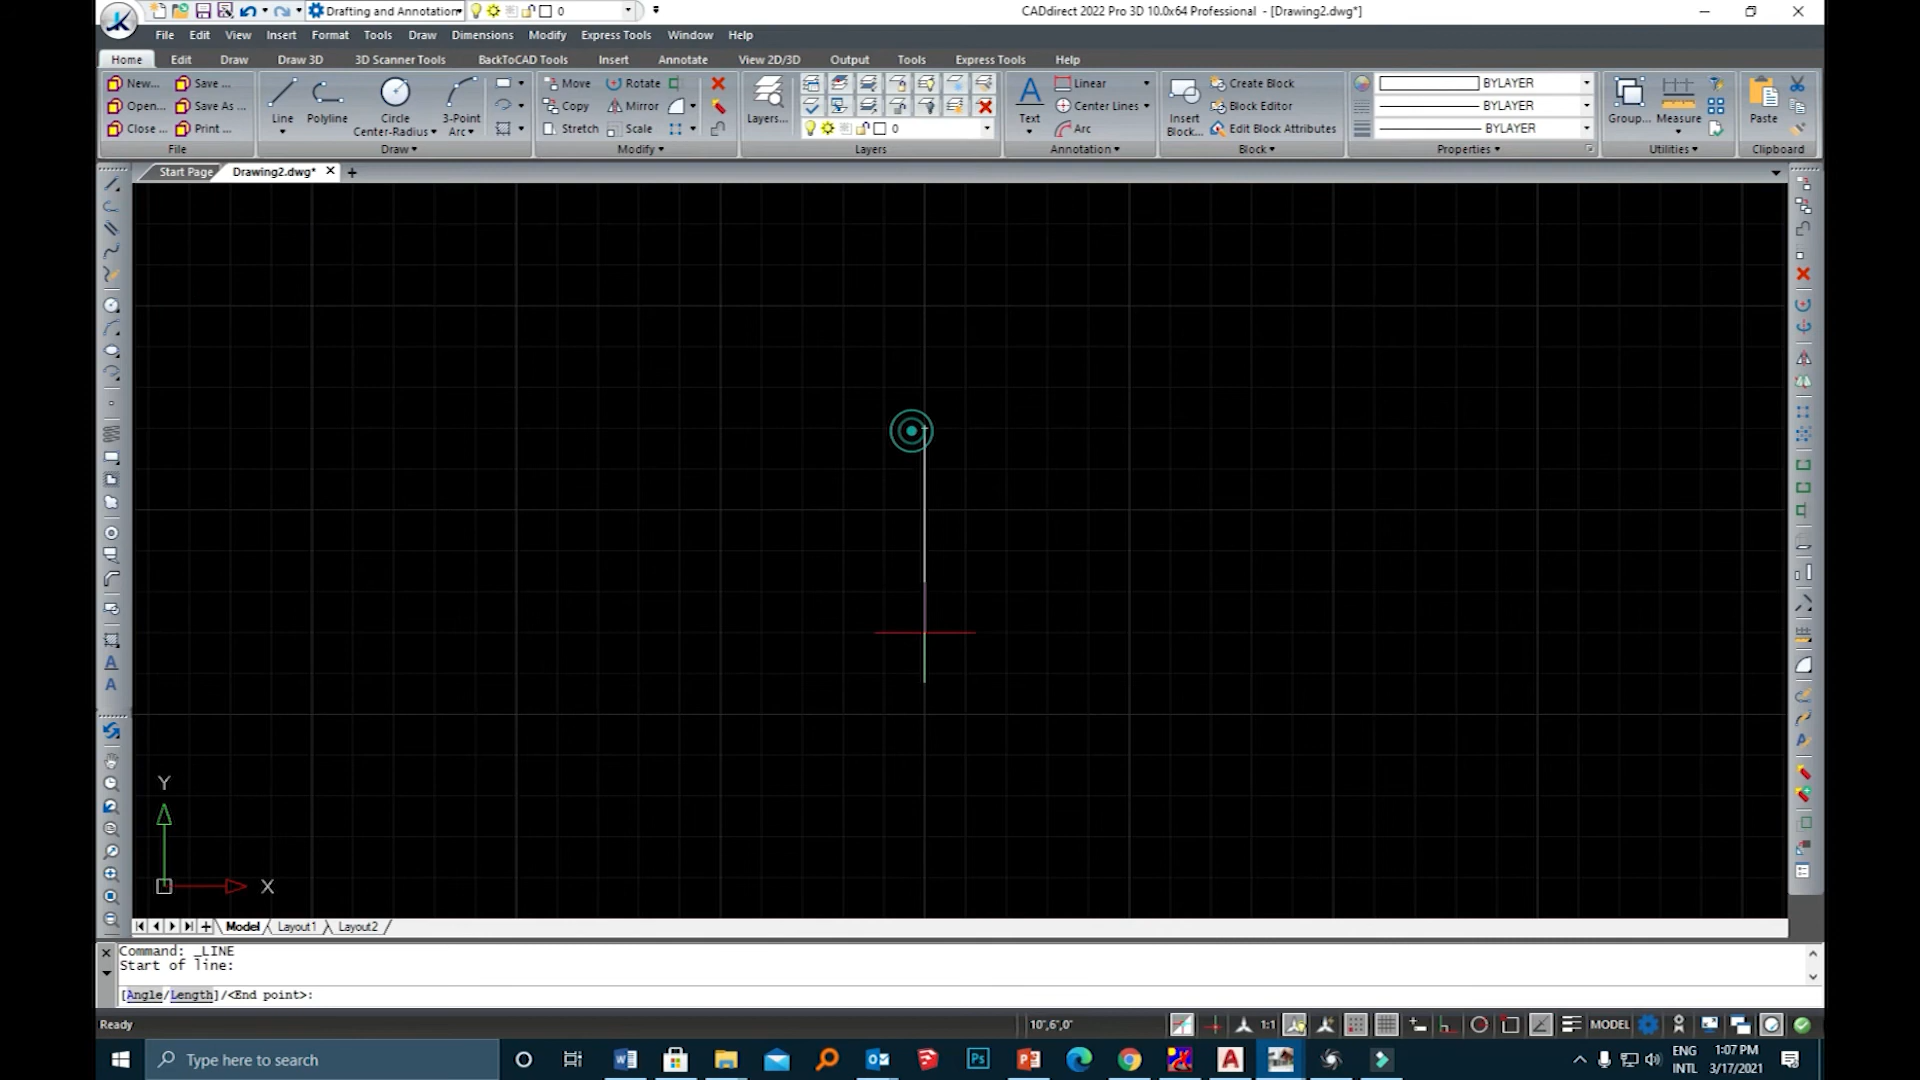 Drafting and Annotation 0 CADdirect 2022 Pro 3D 10.0x64 Professional - [Drawing2.dwg*]
File Edit View Insert Format Tools Draw Dimensions Modify Express Tools Window Help
Home Edit Draw Draw 3D 3D Scanner Tools BackToCAD Tools Insert Annotate View 2D/3D Output Tools Express Tools Help
New... Save ... Move Rotate Linear Create Block BYLAYER
Open... Save As ... Copy Mirror Center Lines Block Editor BYLAYER
Line Polyline Circle 3-Point Layers... Text Insert Group... Measure Paste
Close ... Print ... Center-Radius Arc Stretch Scale 0 Arc Block... Edit Block Attributes BYLAYER
File Draw Modify Layers Annotation Block Properties Utilities Clipboard
Start Page Drawing2.dwg*
Y
X
Model Layout1 Layout2
Command: _LINE
Start of line:
[Angle/Length]/<End point>:
Ready 10",6",0" 1:1 MODEL
Type here to search ENG 1:07 PM
INTL 3/17/2021